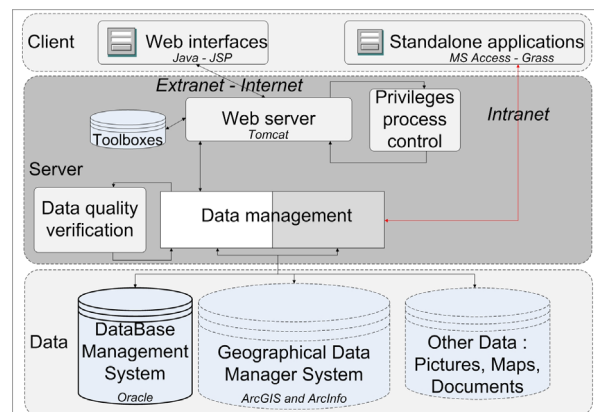 Client
Web interfaces
Java - JSP
Standalone applications
MS Access - Grass
Extranet - Internet
Intranet
Toolboxes
Web server
Tomcat
Privileges
process
control
Server
Data quality
verification
Data management
Data
DataBase
Management
System
Oracle
Geographical Data
Manager System
ArcGIS and ArcInfo
Other Data :
Pictures, Maps,
Documents